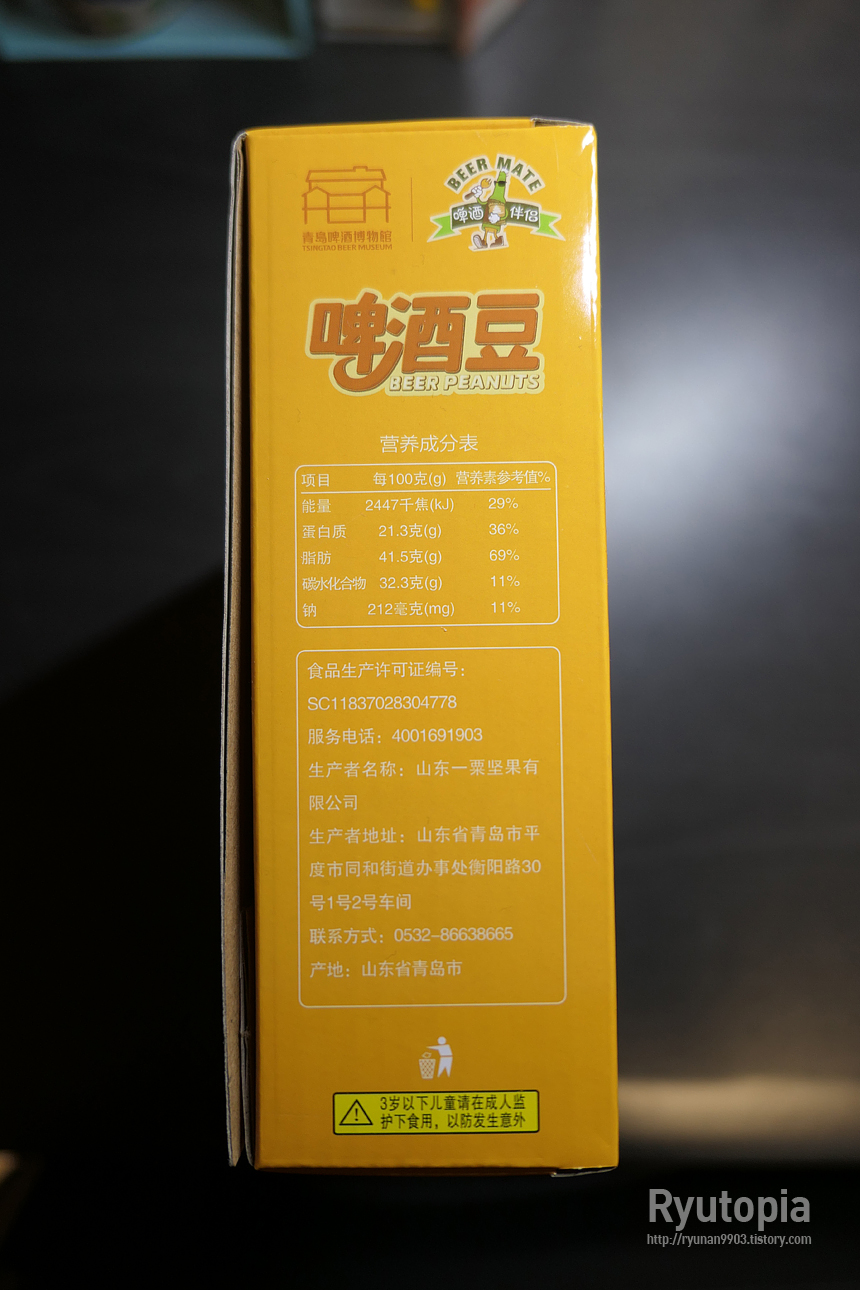 青島啤酒博物館
TSINGTAO BEER MUSEUM
BEER MATE
啤酒伴侣
啤酒豆
BEER PEANUTS
营养成分表
项目 每100克(g) 营养素参考值%
能量 2447千焦(kJ) 29%
蛋白质 21.3克(g) 36%
脂肪 41.5克(g) 69%
碳水化合物 32.3克(g) 11%
钠 212毫克(mg) 11%
食品生产许可证编号：
SC11837028304778
服务电话：4001691903
生产者名称：山东一栗坚果有
限公司
生产者地址：山东省青岛市平
度市同和街道办事处衡阳路30
号1号2号车间
联系方式：0532-86638665
产地：山东省青岛市
3岁以下儿童请在成人监
护下食用，以防发生意外
Ryutopia
http://ryunan9903.tistory.com